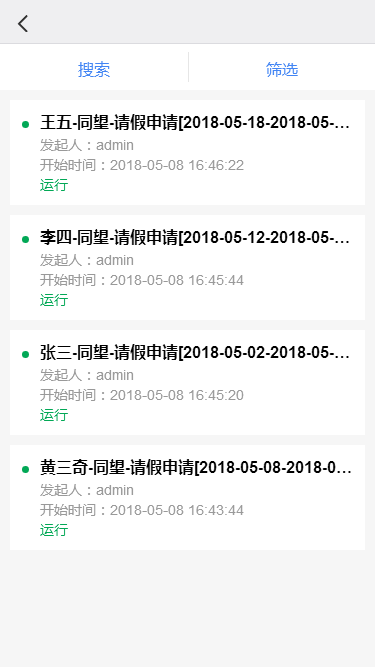 搜索
筛选
王五-同望-请假申请[2018-05-18-2018-05-...
发起人：admin
开始时间：2018-05-08 16:46:22
运行
李四-同望-请假申请[2018-05-12-2018-05-...
发起人：admin
开始时间：2018-05-08 16:45:44
运行
张三-同望-请假申请[2018-05-02-2018-05-...
发起人：admin
开始时间：2018-05-08 16:45:20
运行
黄三奇-同望-请假申请[2018-05-08-2018-0...
发起人：admin
开始时间：2018-05-08 16:43:44
运行